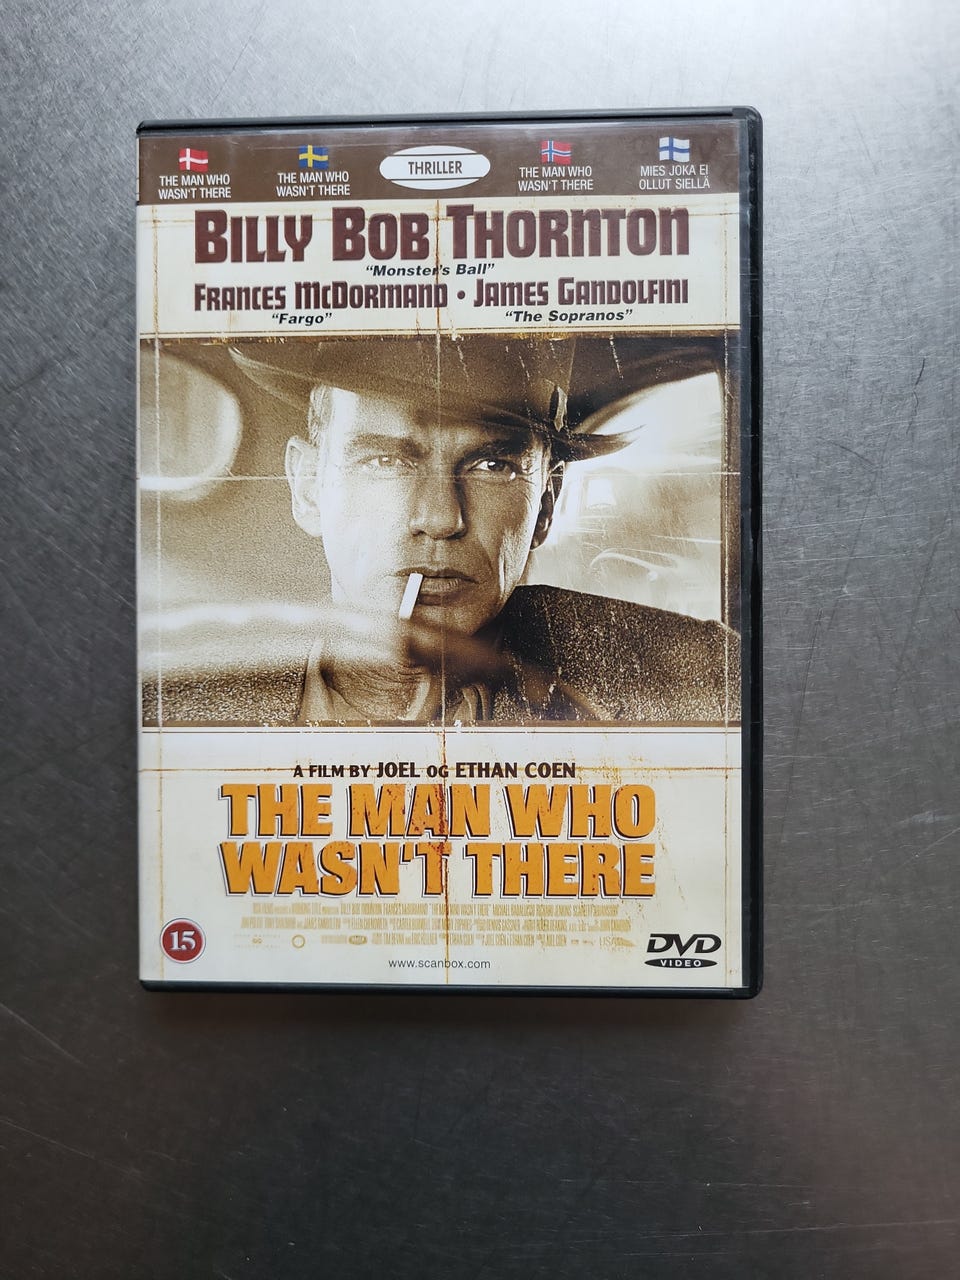 THE MAN WHO
WASN'T THERE
THE MAN WHO
WASN'T THERE
THRILLER
THE MAN WHO
WASN'T THERE
MIES JOKA EI
OLLUT SIELLÄ
BILLY BOB THORNTON
"Monster's Ball"
FRANCES MCDORMAND • JAMES GANDOLFINI
"Fargo" "The Sopranos"
A FILM BY JOEL OG ETHAN COEN
THE MAN WHO
WASN'T THERE
15
www.scanbox.com
DVD
VIDEO